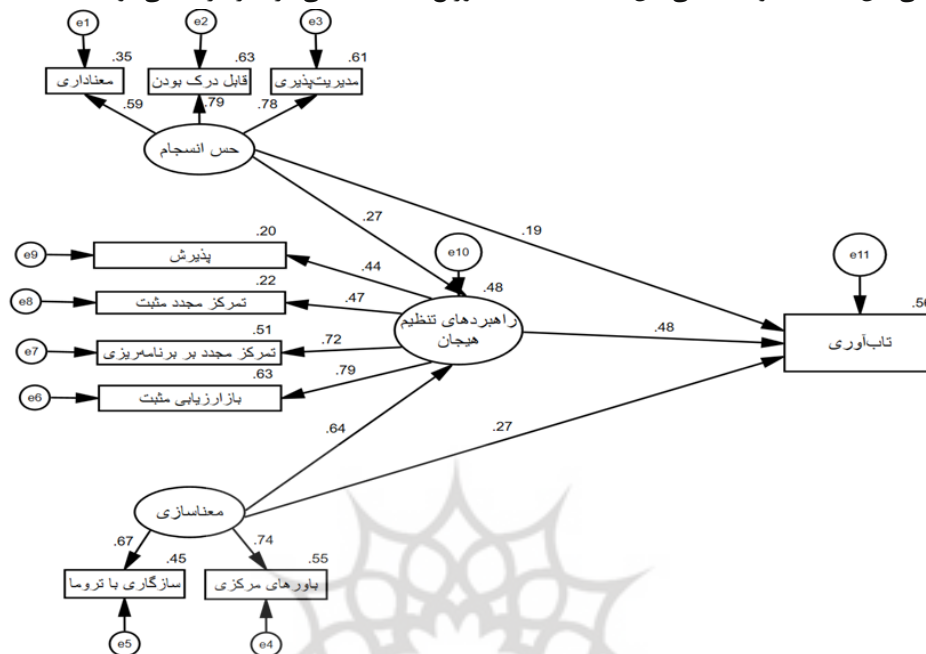 e1
e2
e3
.35
.63
.61
معناداری
قابل درک بودن
مدیریت‌پذیری
.59
.79
.78
حس انسجام
.27
.19
e10
e11
.20
e9
پذیرش
.44
.48
.56
.22
e8
تمرکز مجدد مثبت
.47
راهبردهای تنظیم
هیجان
.48
تاب‌آوری
.51
e7
تمرکز مجدد بر برنامه‌ریزی
.72
.63
e6
بازارزیابی مثبت
.79
.64
.27
معناسازی
.67
.74
.45
.55
سازگاری با تروما
باورهای مرکزی
e5
e4